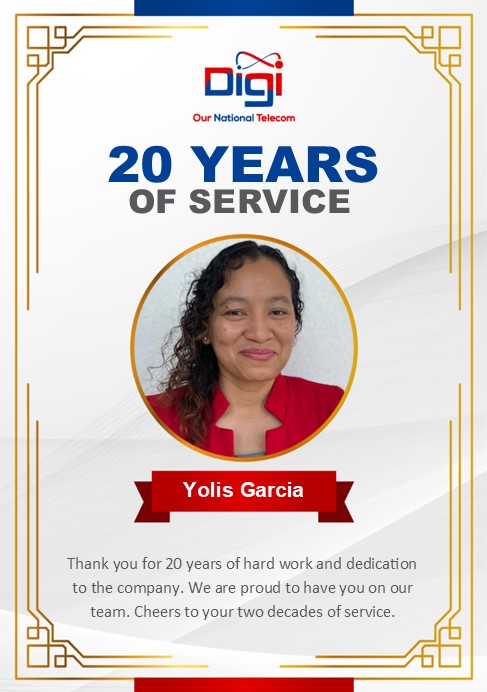 Digi
Our National Telecom
20 YEARS
OF SERVICE
Yolis Garcia
Thank you for 20 years of hard work and dedication
to the company. We are proud to have you on our
team. Cheers to your two decades of service.